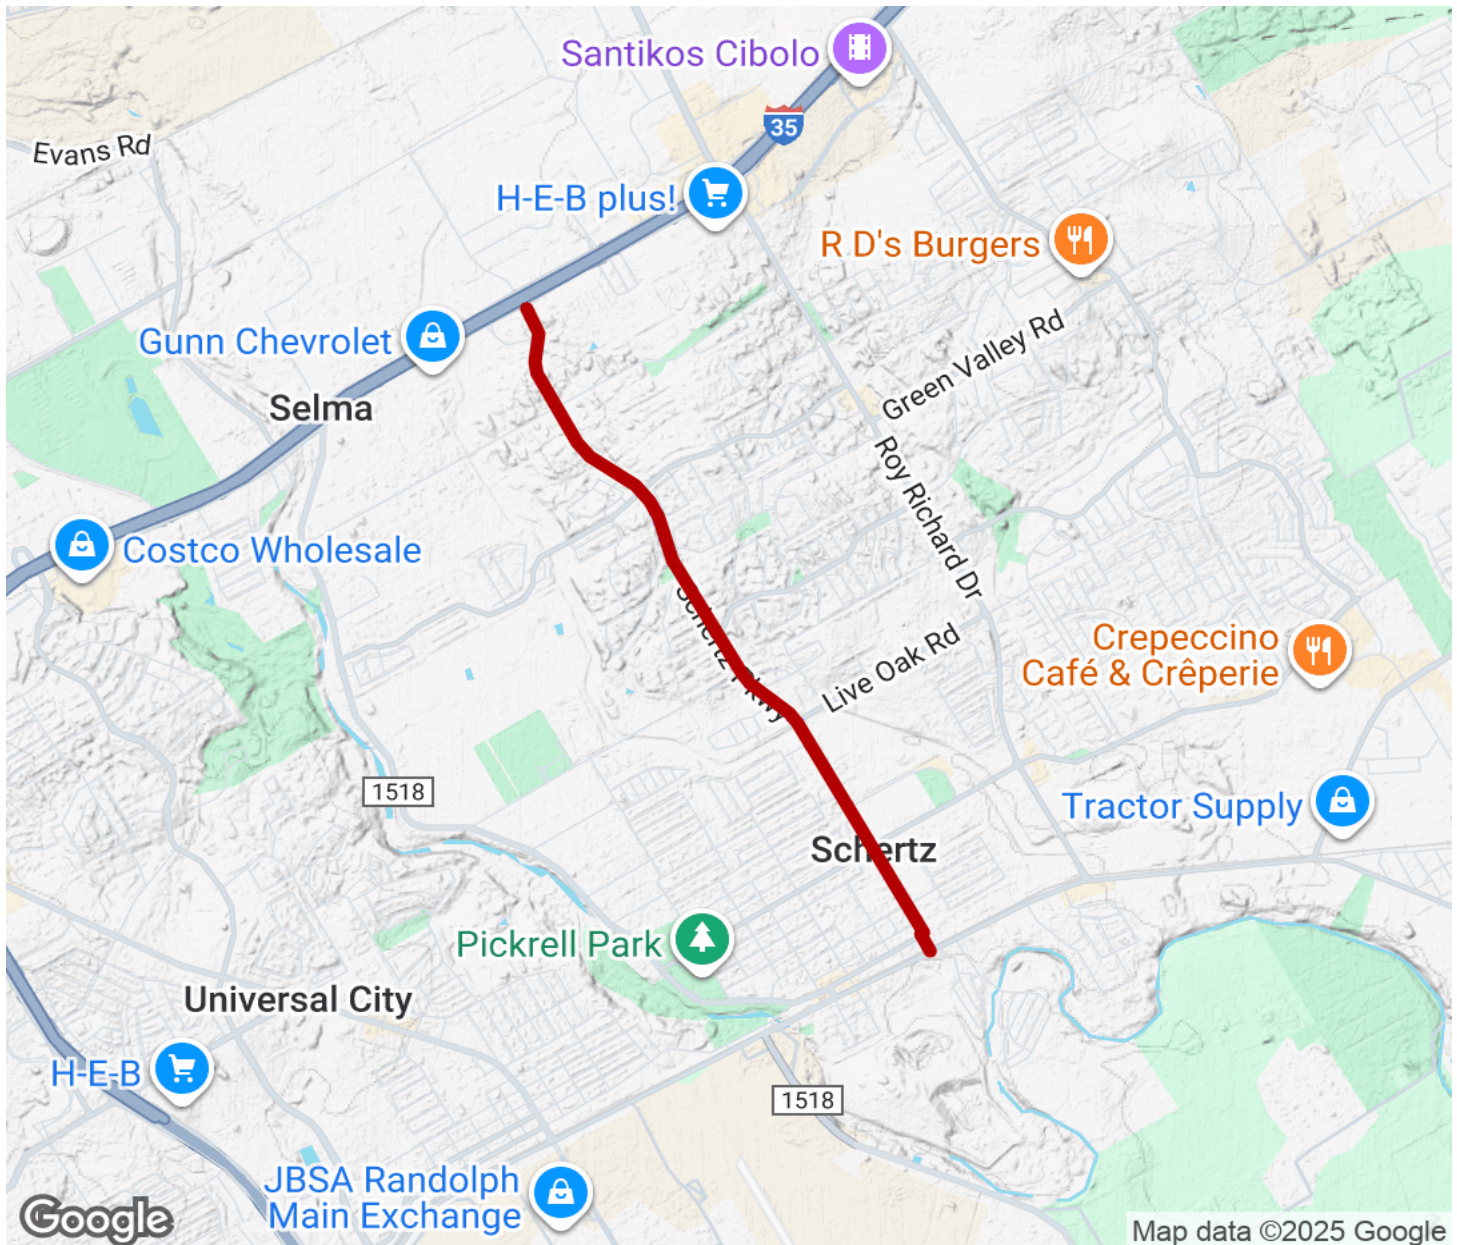 Santikos Cibolo
35
Evans Rd
H-E-B plus!
R D's Burgers
Gunn Chevrolet
Green Valley Rd
Selma
Roy Richard Dr
Costco Wholesale
Schertz Pkwy
Live Oak Rd
Crepeccino
Café & Crêperie
1518
Tractor Supply
Schertz
Pickrell Park
Universal City
H-E-B
1518
JBSA Randolph
Main Exchange
Google
Map data ©2025 Google